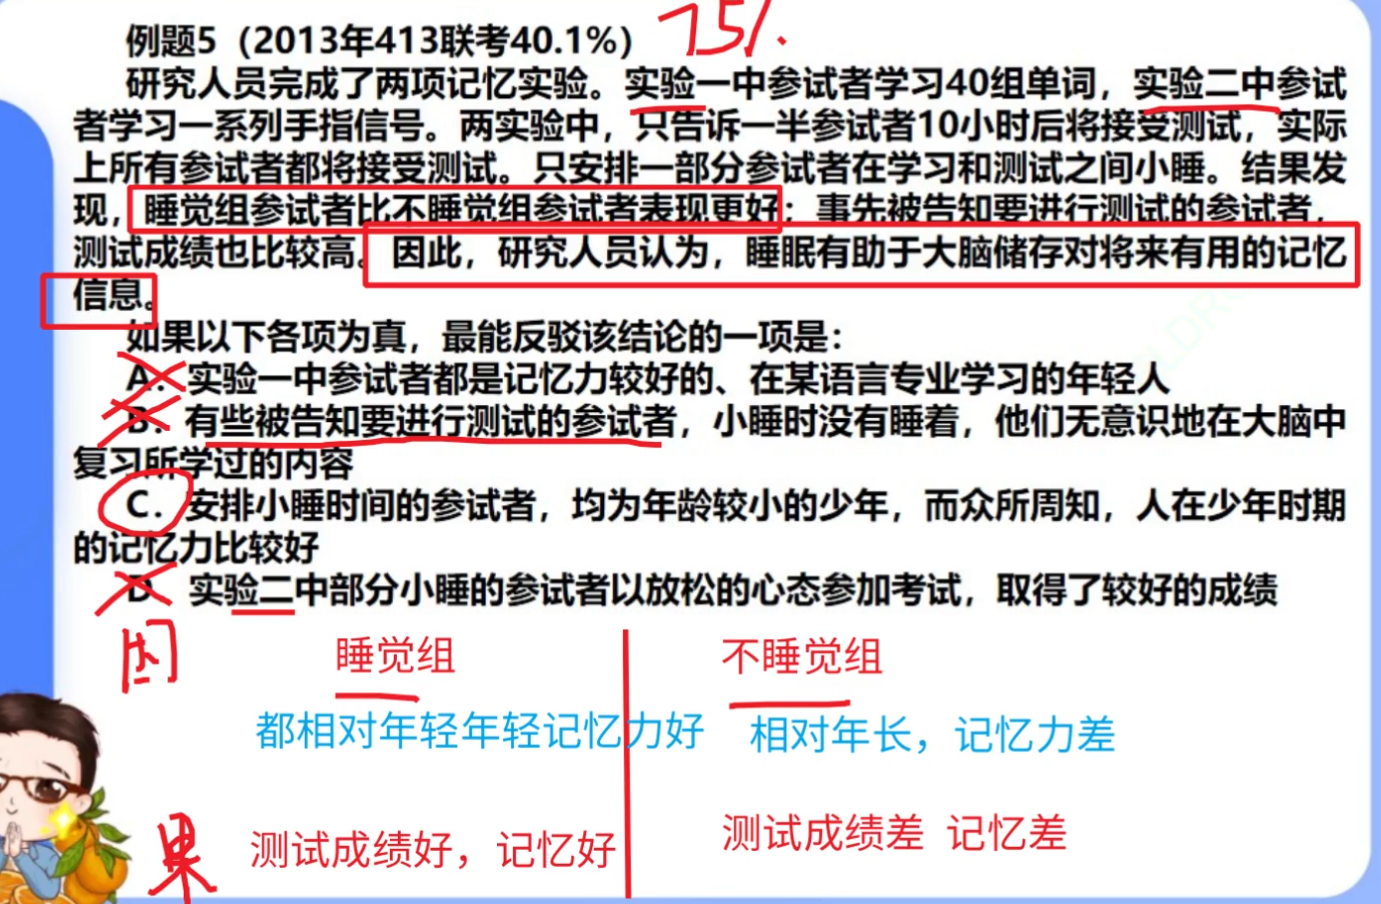 例题5（2013年413联考40.1%）
75%
研究人员完成了两项记忆实验。实验一中参试者学习40组单词，实验二中参试
者学习一系列手指信号。两实验中，只告诉一半参试者10小时后将接受测试，实际
上所有参试者都将接受测试。只安排一部分参试者在学习和测试之间小睡。结果发
现，睡觉组参试者比不睡觉组参试者表现更好；事先被告知要进行测试的参试者，
测试成绩也比较高。因此，研究人员认为，睡眠有助于大脑储存对将来有用的记忆
信息。
如果以下各项为真，最能反驳该结论的一项是：
A．实验一中参试者都是记忆力较好的、在某语言专业学习的年轻人
B．有些被告知要进行测试的参试者，小睡时没有睡着，他们无意识地在大脑中
复习所学过的内容
C．安排小睡时间的参试者，均为年龄较小的少年，而众所周知，人在少年时期
的记忆力比较好
D．实验二中部分小睡的参试者以放松的心态参加考试，取得了较好的成绩
因
睡觉组 不睡觉组
都相对年轻年轻记忆力好 相对年长，记忆力差
果
测试成绩好，记忆好 测试成绩差 记忆差